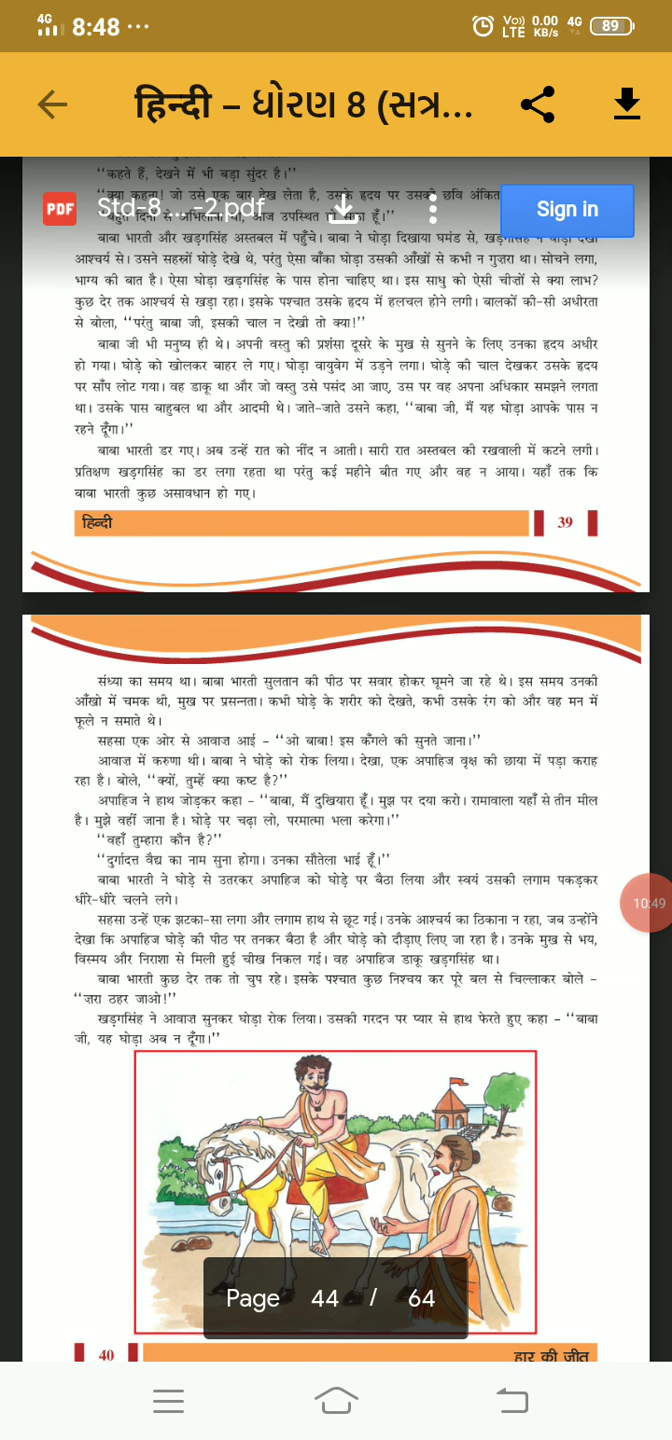 4G 8:48 ••• Vo)) LTE 0.00 KB/s 4G 89
हिन्दी – ધોરણ 8 (સત્ર...
‘‘कहते हैं, देखने में भी बड़ा सुंदर है।’’
‘‘क्या कहना! जो उसे एक बार देख लेता है, उसके हृदय पर उसकी छवि अंकित
PDF Std-8 ... -2.pdf Sign in
‘‘बहुत दिनों से अभिलाषा थी, आज उपस्थित हो सका हूँ।’’
बाबा भारती और खड़गसिंह अस्तबल में पहुँचे। बाबा ने घोड़ा दिखाया घमंड से, खड़गसिंह ने घोड़ा देखा
आश्चर्य से। उसने सहस्रों घोड़े देखे थे, परंतु ऐसा बाँका घोड़ा उसकी आँखों से कभी न गुज़रा था। सोचने लगा,
भाग्य की बात है। ऐसा घोड़ा खड़गसिंह के पास होना चाहिए था। इस साधु को ऐसी चीज़ों से क्या लाभ?
कुछ देर तक आश्चर्य से खड़ा रहा। इसके पश्चात उसके हृदय में हलचल होने लगी। बालकों की-सी अधीरता
से बोला, ‘‘परंतु बाबा जी, इसकी चाल न देखी तो क्या!’’
बाबा जी भी मनुष्य ही थे। अपनी वस्तु की प्रशंसा दूसरे के मुख से सुनने के लिए उनका हृदय अधीर
हो गया। घोड़े को खोलकर बाहर ले गए। घोड़ा वायुवेग में उड़ने लगा। घोड़े की चाल देखकर उसके हृदय
पर साँप लोट गया। वह डाकू था और जो वस्तु उसे पसंद आ जाए, उस पर वह अपना अधिकार समझने लगता
था। उसके पास बाहुबल था और आदमी थे। जाते-जाते उसने कहा, ‘‘बाबा जी, मैं यह घोड़ा आपके पास न
रहने दूँगा।’’
बाबा भारती डर गए। अब उन्हें रात को नींद न आती। सारी रात अस्तबल की रखवाली में कटने लगी।
प्रतिक्षण खड़गसिंह का डर लगा रहता था परंतु कई महीने बीत गए और वह न आया। यहाँ तक कि
बाबा भारती कुछ असावधान हो गए।
हिन्दी 39
संध्या का समय था। बाबा भारती सुलतान की पीठ पर सवार होकर घूमने जा रहे थे। इस समय उनकी
आँखो में चमक थी, मुख पर प्रसन्नता। कभी घोड़े के शरीर को देखते, कभी उसके रंग को और वह मन में
फूले न समाते थे।
सहसा एक ओर से आवाज़ आई – ‘‘ओ बाबा! इस कँगले की सुनते जाना।’’
आवाज़ में करुणा थी। बाबा ने घोड़े को रोक लिया। देखा, एक अपाहिज वृक्ष की छाया में पड़ा कराह
रहा है। बोले, ‘‘क्यों, तुम्हें क्या कष्ट है?’’
अपाहिज ने हाथ जोड़कर कहा – ‘‘बाबा, मैं दुखियारा हूँ। मुझ पर दया करो। रामावाला यहाँ से तीन मील
है। मुझे वहीं जाना है। घोड़े पर चढ़ा लो, परमात्मा भला करेगा।’’
‘‘वहाँ तुम्हारा कौन है?’’
‘‘दुर्गादत्त वैद्य का नाम सुना होगा। उनका सौतेला भाई हूँ।’’
बाबा भारती ने घोड़े से उतरकर अपाहिज को घोड़े पर बैठा लिया और स्वयं उसकी लगाम पकड़कर
धीरे-धीरे चलने लगे।
10:49
सहसा उन्हें एक झटका-सा लगा और लगाम हाथ से छूट गई। उनके आश्चर्य का ठिकाना न रहा, जब उन्होंने
देखा कि अपाहिज घोड़े की पीठ पर तनकर बैठा है और घोड़े को दौड़ाए लिए जा रहा है। उनके मुख से भय,
विस्मय और निराशा से मिली हुई चीख निकल गई। वह अपाहिज डाकू खड़गसिंह था।
बाबा भारती कुछ देर तक तो चुप रहे। इसके पश्चात कुछ निश्चय कर पूरे बल से चिल्लाकर बोले –
‘‘ज़रा ठहर जाओ!’’
खड़गसिंह ने आवाज़ सुनकर घोड़ा रोक लिया। उसकी गरदन पर प्यार से हाथ फेरते हुए कहा – ‘‘बाबा
जी, यह घोड़ा अब न दूँगा।’’
Page 44 / 64
40 हार की जीत